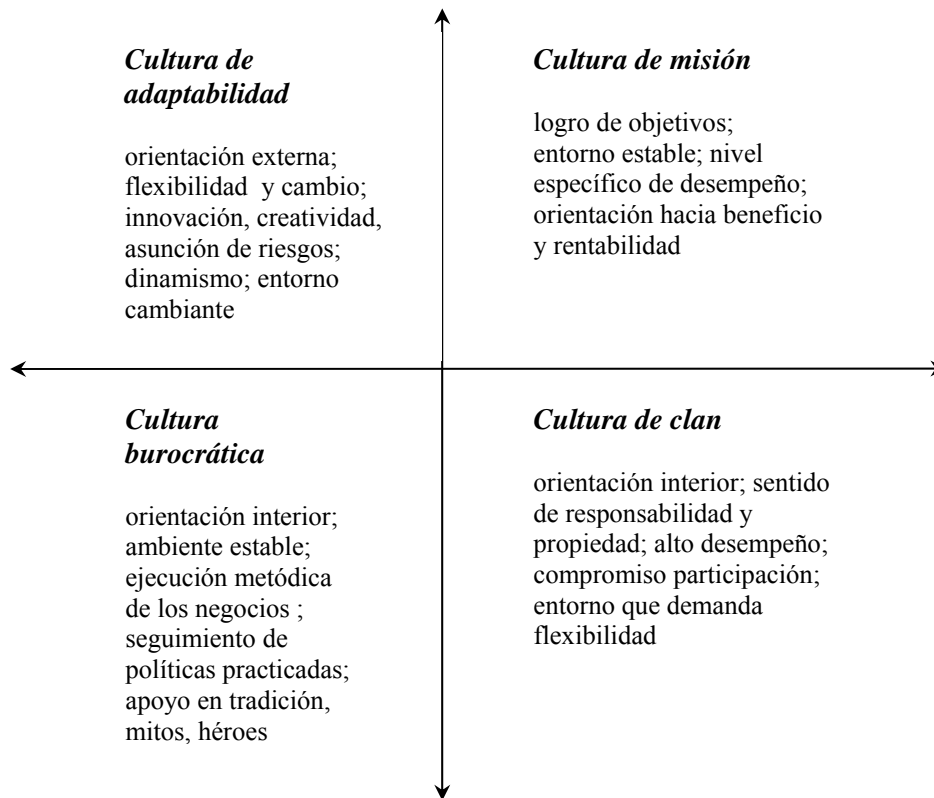 Cultura de
adaptabilidad
orientación externa;
flexibilidad y cambio;
innovación, creatividad,
asunción de riesgos;
dinamismo; entorno
cambiante
Cultura de misión
logro de objetivos;
entorno estable; nivel
específico de desempeño;
orientación hacia beneficio
y rentabilidad
Cultura
burocrática
orientación interior;
ambiente estable;
ejecución metódica
de los negocios ;
seguimiento de
políticas practicadas;
apoyo en tradición,
mitos, héroes
Cultura de clan
orientación interior; sentido
de responsabilidad y
propiedad; alto desempeño;
compromiso participación;
entorno que demanda
flexibilidad